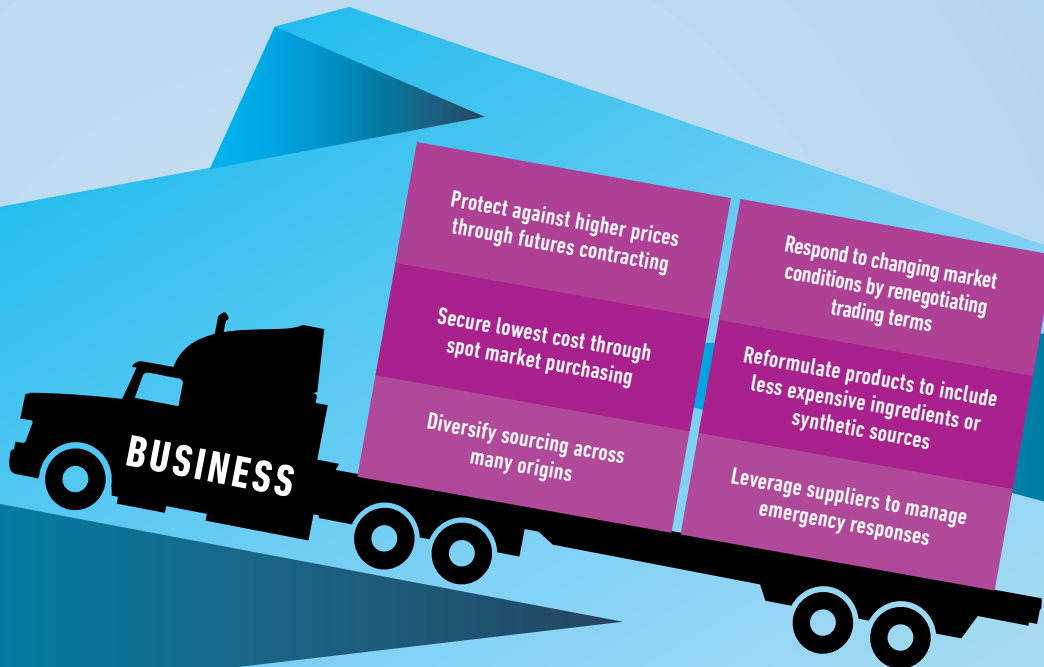 Protect against higher prices
through futures contracting
Secure lowest cost through
spot market purchasing
Diversify sourcing across
many origins
Respond to changing market
conditions by renegotiating
trading terms
Reformulate products to include
less expensive ingredients or
synthetic sources
Leverage suppliers to manage
emergency responses
BUSINESS